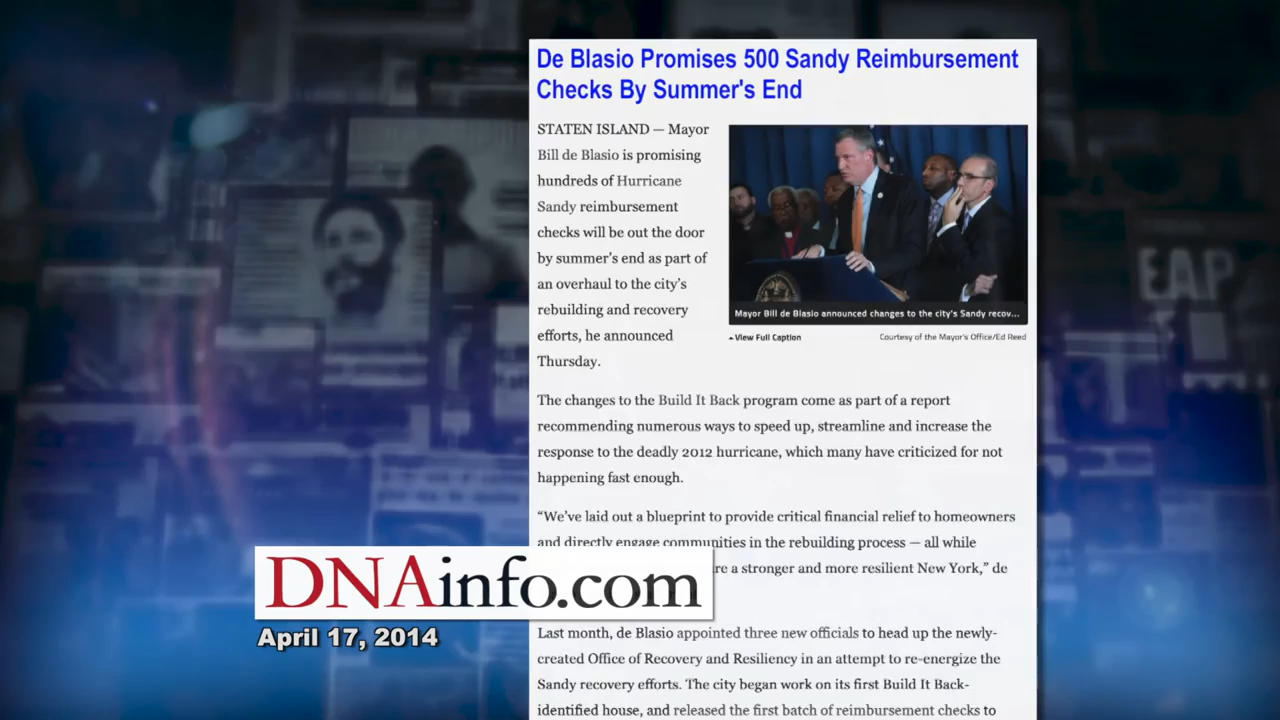 De Blasio Promises 500 Sandy Reimbursement
Checks By Summer's End
STATEN ISLAND — Mayor
Bill de Blasio is promising
hundreds of Hurricane
Sandy reimbursement
checks will be out the door
by summer's end as part of
an overhaul to the city's
rebuilding and recovery
efforts, he announced
Thursday.
Mayor Bill de Blasio announced changes to the city's Sandy recov...
View Full Caption
Courtesy of the Mayor's Office/Ed Reed
The changes to the Build It Back program come as part of a report
recommending numerous ways to speed up, streamline and increase the
response to the deadly 2012 hurricane, which many have criticized for not
happening fast enough.
“We've laid out a blueprint to provide critical financial relief to homeowners
and directly engage communities in the rebuilding process — all while
a stronger and more resilient New York,” de
Last month, de Blasio appointed three new officials to head up the newly-
created Office of Recovery and Resiliency in an attempt to re-energize the
Sandy recovery efforts. The city began work on its first Build It Back-
identified house, and released the first batch of reimbursement checks to
DNAinfo.com
April 17, 2014
EAP